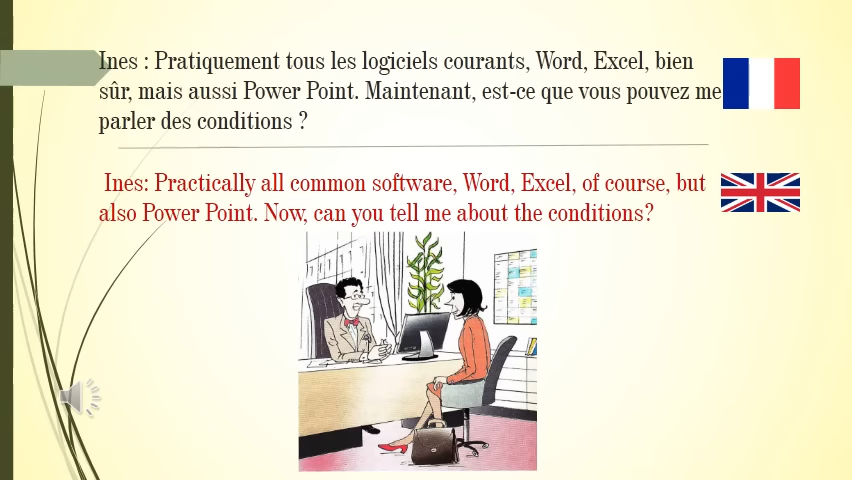 Ines : Pratiquement tous les logiciels courants, Word, Excel, bien
sûr, mais aussi Power Point. Maintenant, est-ce que vous pouvez me
parler des conditions ?
Ines: Practically all common software, Word, Excel, of course, but
also Power Point. Now, can you tell me about the conditions?